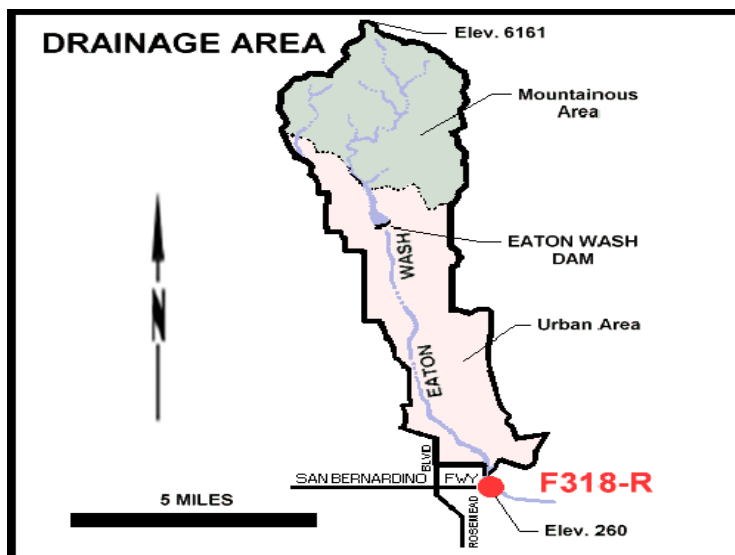 DRAINAGE AREA
Elev. 6161
Mountainous
Area
N
EATON WASH
DAM
WASH
Urban Area
EATON
BLVD
SAN BERNARDINO FWY
F318-R
5 MILES
ROSEMEAD
Elev. 260